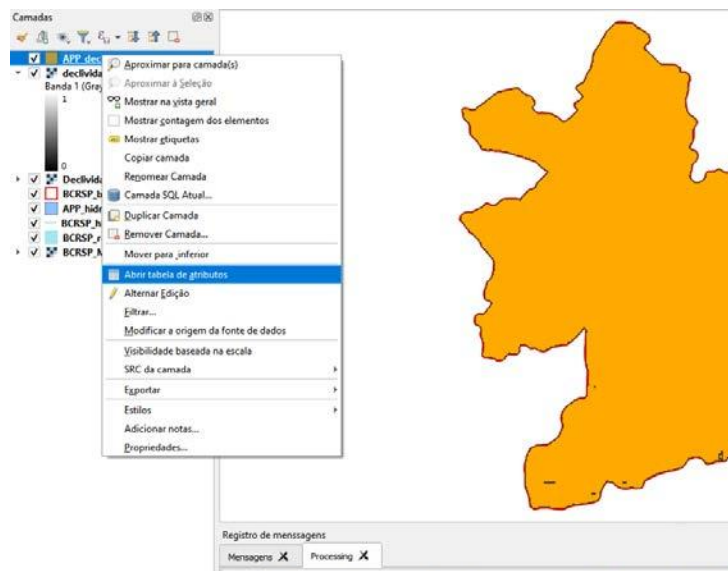 Camadas
APP_dec
declivida
Banda 1 (Gray
1
0
Declivida
BCRSP_b
APP_hidr
BCRSP_h
BCRSP_r
BCRSP_M
Aproximar para camada(s)
Aproximar à Seleção
Mostrar na vista geral
Mostrar contagem dos elementos
Mostrar etiquetas
Copiar camada
Renomear Camada
Camada SQL Atual...
Duplicar Camada
Remover Camada...
Mover para inferior
Abrir tabela de atributos
Alternar Edição
Filtrar...
Modificar a origem da fonte de dados
Visibilidade baseada na escala
SRC da camada
Exportar
Estilos
Adicionar notas...
Propriedades...
Registro de menssagens
Mensagens X
Processing X